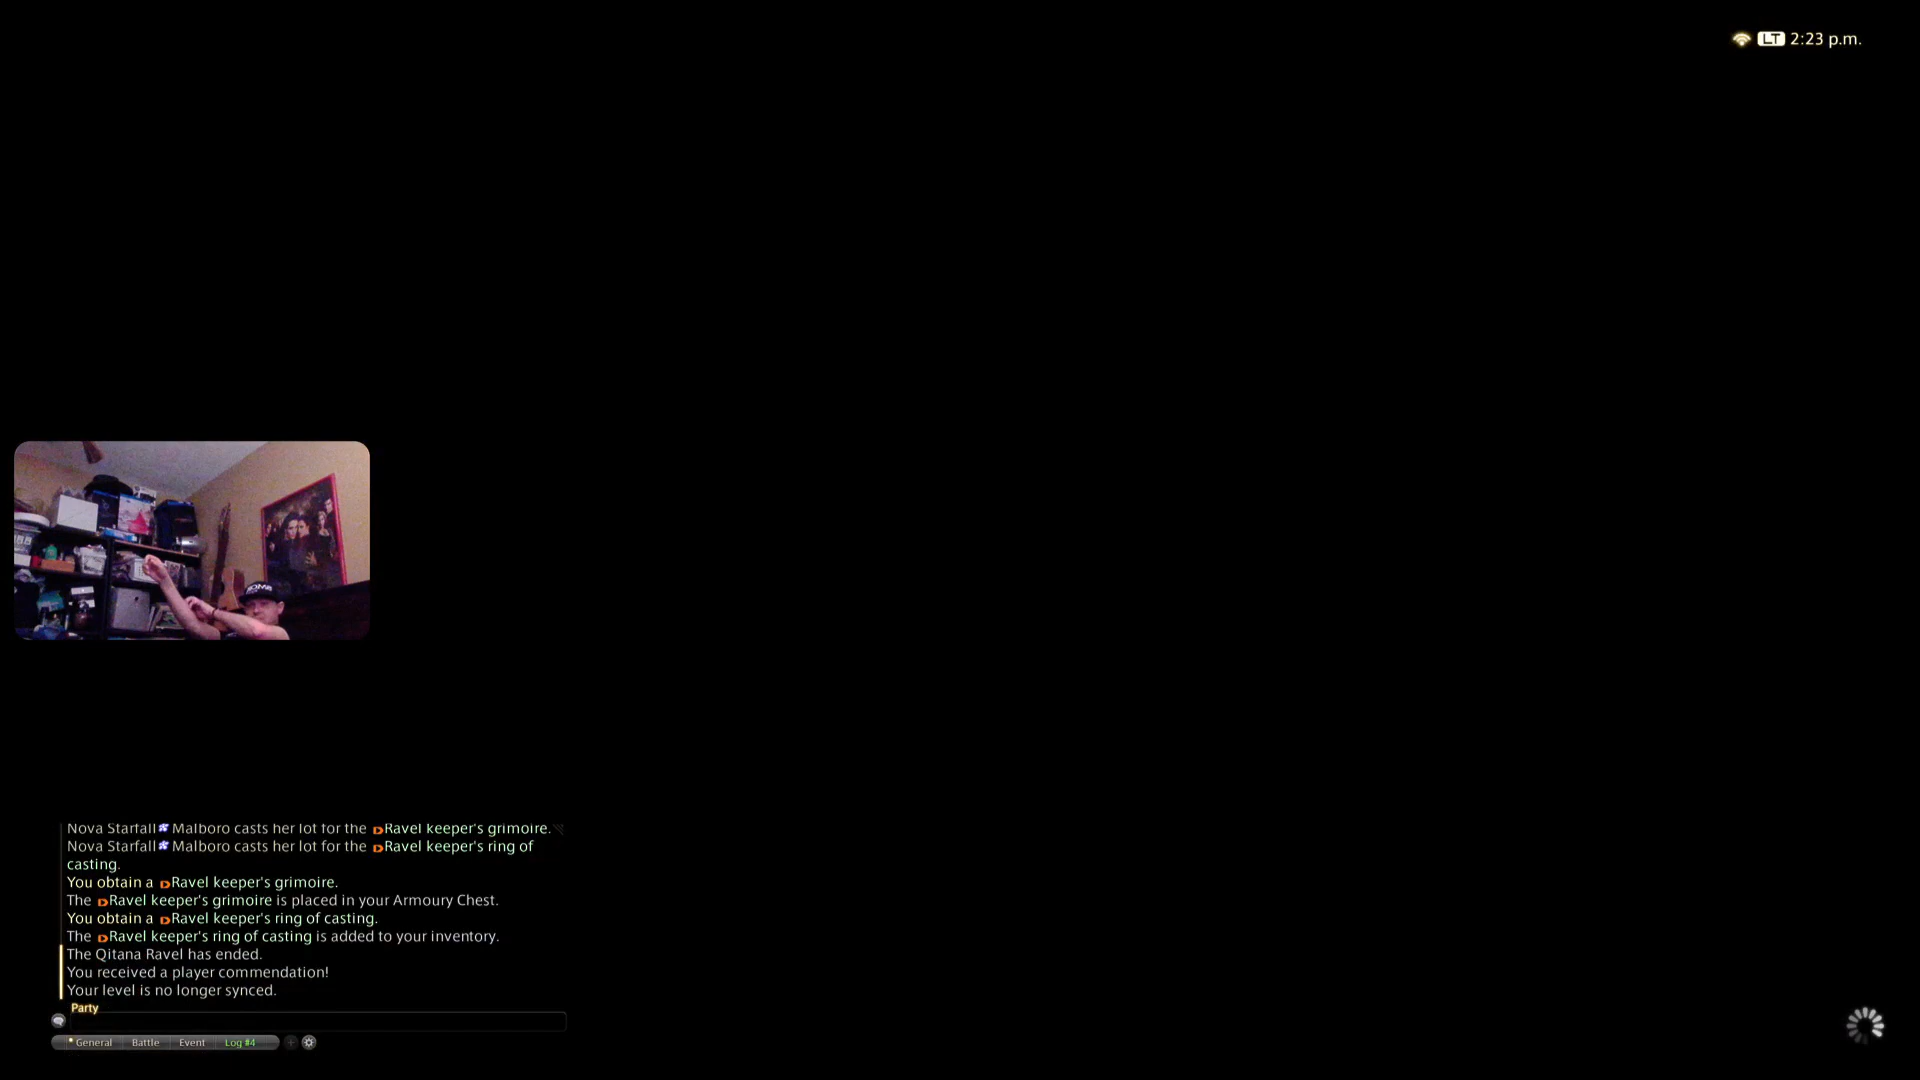 LT 2:23 p.m.
Nova Starfall Malboro casts her lot for the Ravel keeper's grimoire.
Nova Starfall Malboro casts her lot for the Ravel keeper's ring of
casting.
You obtain a Ravel keeper's grimoire.
The Ravel keeper's grimoire is placed in your Armoury Chest.
You obtain a Ravel keeper's ring of casting.
The Ravel keeper's ring of casting is added to your inventory.
The Qitana Ravel has ended.
You received a player commendation!
Your level is no longer synced.
Party
General Battle Event Log #4